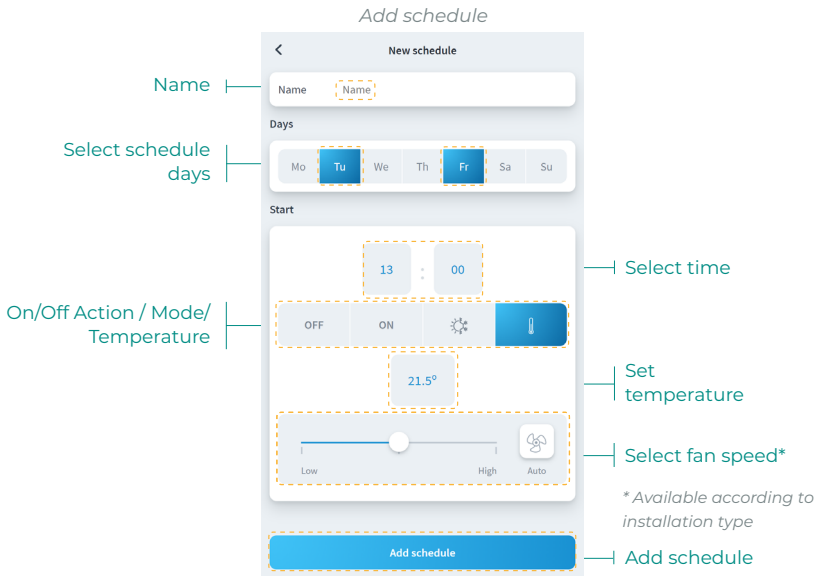 Add schedule
New schedule
Name
Name Name
Days
Select schedule
days
Mo Tu We Th Fr Sa Su
Start
13 : 00
Select time
On/Off Action / Mode/
Temperature
OFF ON
21.5º
Set
temperature
Low High Auto
Select fan speed*
* Available according to
installation type
Add schedule
Add schedule